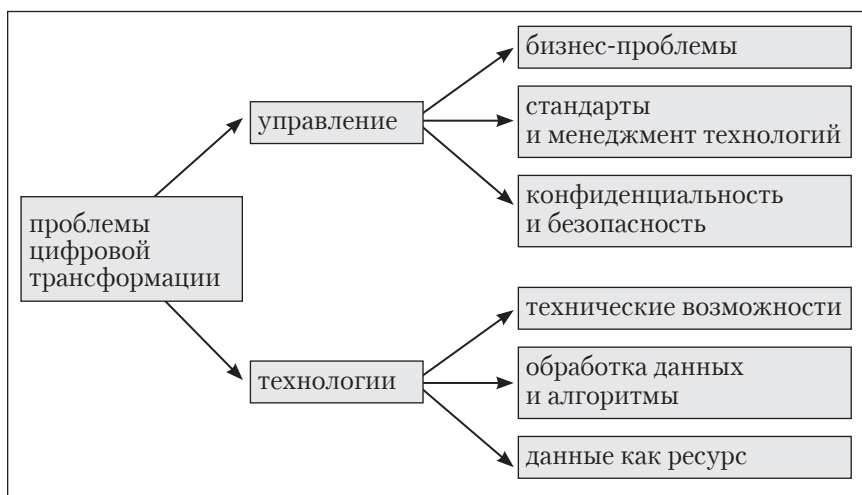 бизнес-проблемы
управление
стандарты
и менеджмент технологий
конфиденциальность
и безопасность
проблемы
цифровой
трансформации
технические возможности
технологии
обработка данных
и алгоритмы
данные как ресурс